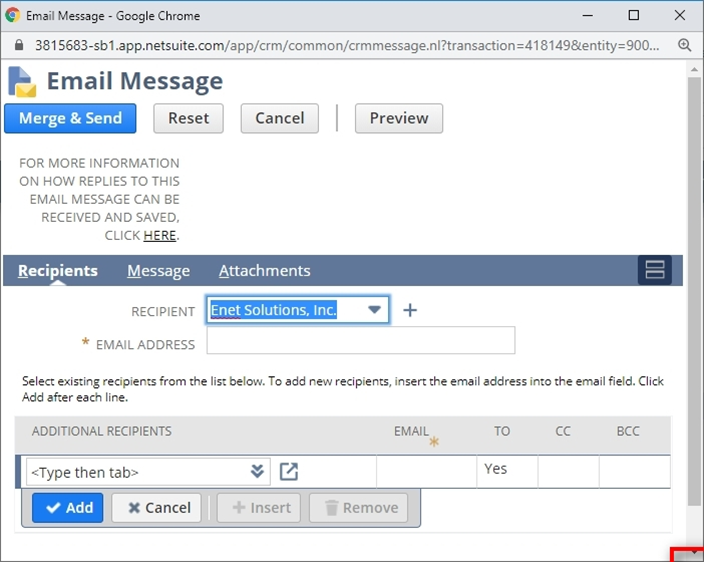 Email Message - Google Chrome
3815683-sb1.app.netsuite.com/app/crm/common/crmmessage.nl?transaction=418149&entity=900...
Email Message
Merge & Send Reset Cancel Preview
FOR MORE INFORMATION
ON HOW REPLIES TO THIS
EMAIL MESSAGE CAN BE
RECEIVED AND SAVED,
CLICK HERE.
Recipients Message Attachments
RECIPIENT Enet Solutions, Inc.
* EMAIL ADDRESS
Select existing recipients from the list below. To add new recipients, insert the email address into the email field. Click
Add after each line.
ADDITIONAL RECIPIENTS EMAIL * TO CC BCC
<Type then tab> Yes
Add Cancel Insert Remove